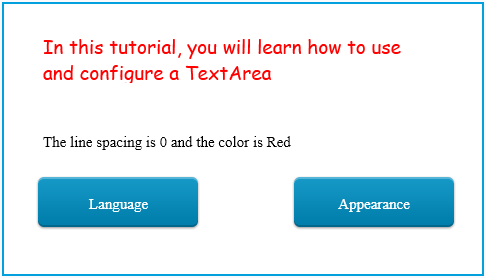 In this tutorial, you will learn how to use
and configure a TextArea
The line spacing is 0 and the color is Red
Language
Appearance